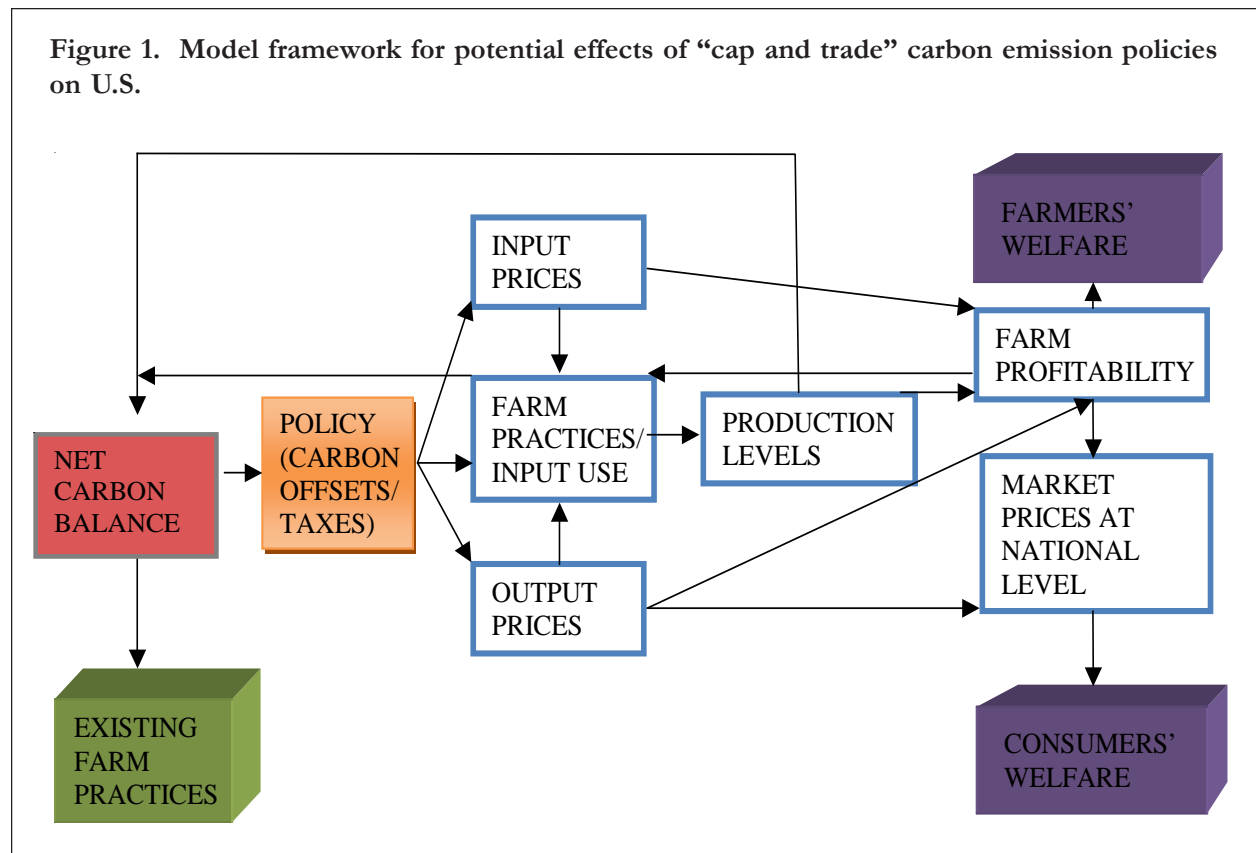 Figure 1. Model framework for potential effects of “cap and trade” carbon emission policies
on U.S.
FARMERS’
WELFARE
INPUT
PRICES
FARM
PROFITABILITY
FARM
PRACTICES/
INPUT USE
PRODUCTION
LEVELS
POLICY
(CARBON
OFFSETS/
TAXES)
NET
CARBON
BALANCE
MARKET
PRICES AT
NATIONAL
LEVEL
OUTPUT
PRICES
EXISTING
FARM
PRACTICES
CONSUMERS’
WELFARE